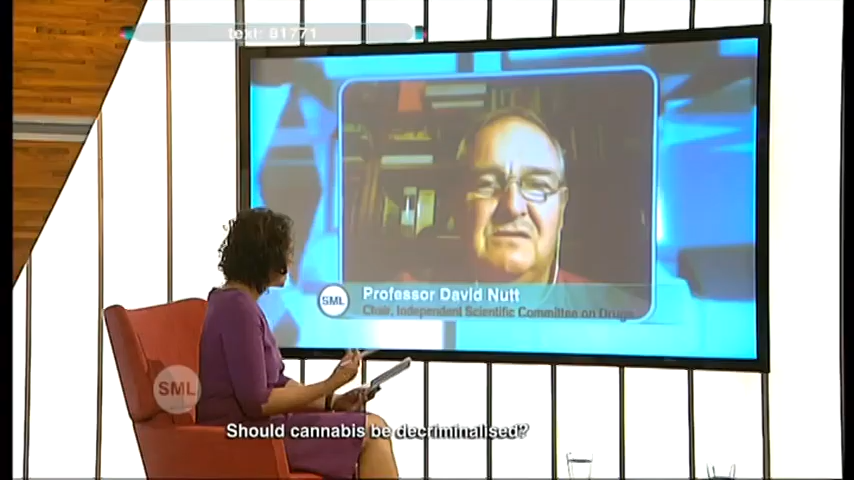 text: 81771
SML
Professor David Nutt
Chair, Independent Scientific Committee on Drugs
SML
Should cannabis be decriminalised?